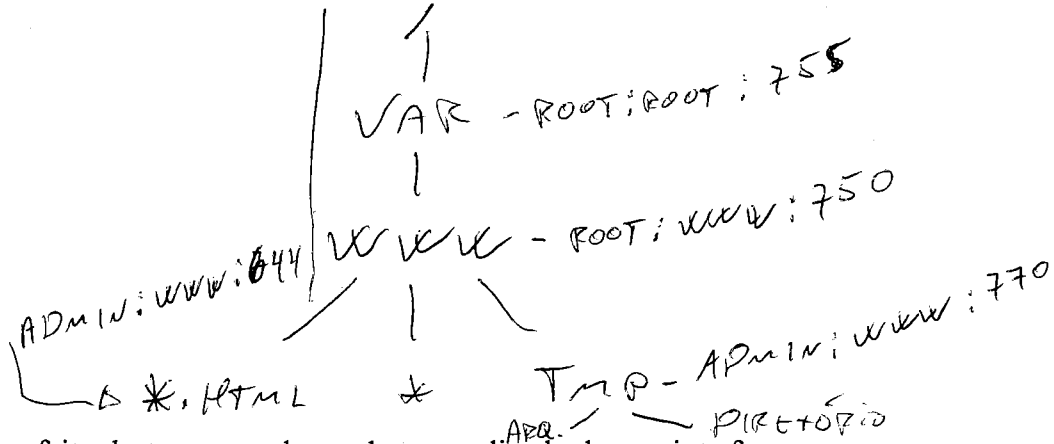 /
VAR - ROOT:ROOT : 755
WWW - ROOT: WWW : 750
ADMIN: WWW: 644
*.HTML * TMP - ADMIN: WWW : 770
ARQ. DIRETÓRIO